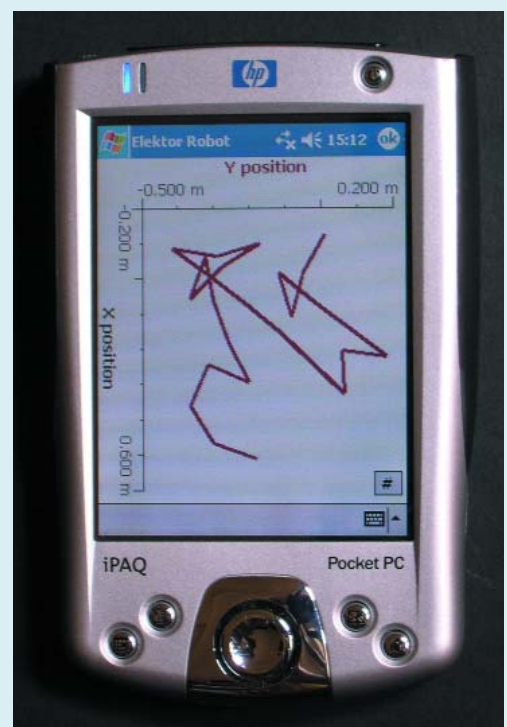 hp
Elektor Robot 15:12 ok
Y position
-0.500 m 0.200 m
-0.200 m
X position
0.600 m
#
iPAQ Pocket PC